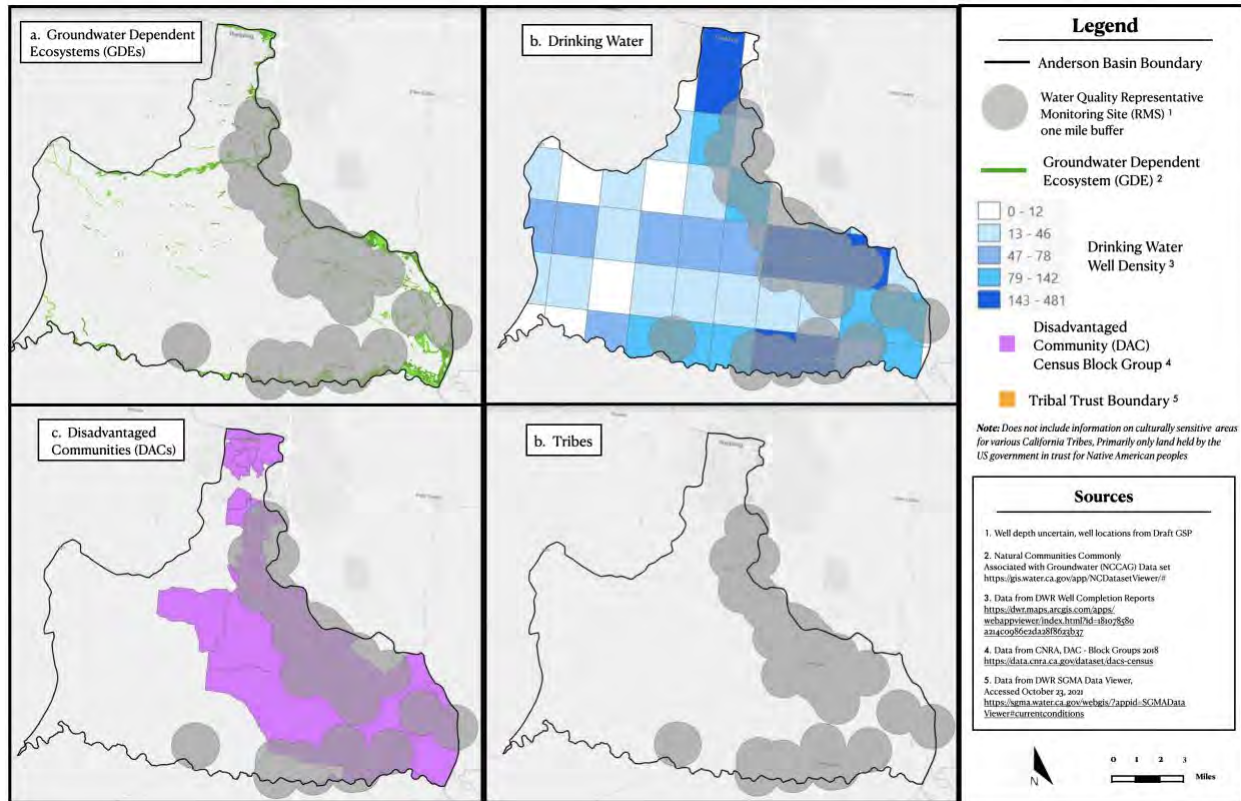 a. Groundwater Dependent
Ecosystems (GDEs)
b. Drinking Water
c. Disadvantaged
Communities (DACs)
b. Tribes
Legend
Anderson Basin Boundary
Water Quality Representative
Monitoring Site (RMS) 1
one mile buffer
Groundwater Dependent
Ecosystem (GDE) 2
0 - 12
13 - 46
47 - 78
79 - 142
143 - 481
Drinking Water
Well Density 3
Disadvantaged
Community (DAC)
Census Block Group 4
Tribal Trust Boundary 5
Note: Does not include information on culturally sensitive areas
for various California Tribes, Primarily only land held by the
US government in trust for Native American peoples
Sources
1. Well depth uncertain, well locations from Draft GSP
2. Natural Communities Commonly
Associated with Groundwater (NCCAG) Data set
https://gis.water.ca.gov/app/NCDatasetViewer/#
3. Data from DWR Well Completion Reports
https://dwr.maps.arcgis.com/apps/
webappviewer/index.html?id=181078580
a214c0986e2da28f8623b37
4. Data from CNRA, DAC - Block Groups 2018
https://data.cnra.ca.gov/dataset/dacs-census
5. Data from DWR SGMA Data Viewer,
Accessed October 23, 2021
https://sgma.water.ca.gov/webgis/?appid=SGMAData
Viewer#currentconditions
N
0 1 2 3
Miles